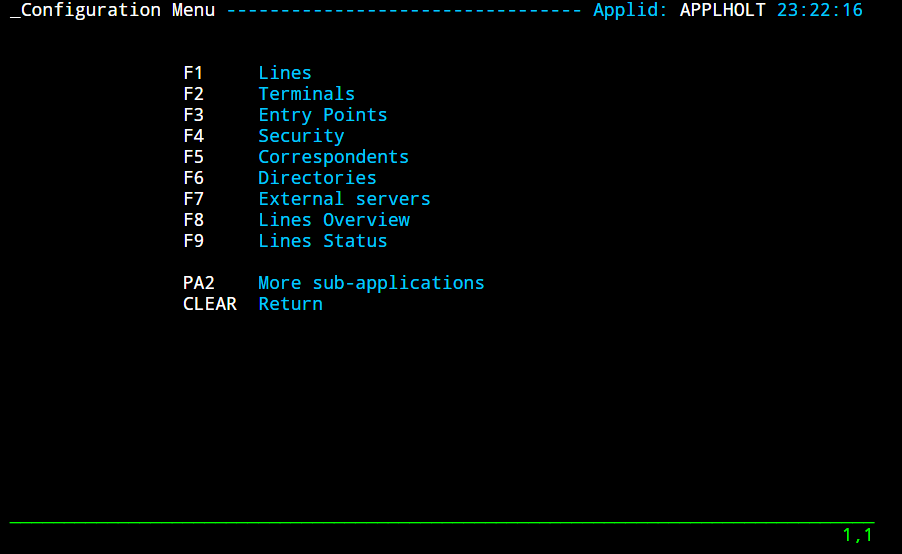 _Configuration Menu --------------------------------- Applid: APPLHOLT 23:22:16
F1 Lines
F2 Terminals
F3 Entry Points
F4 Security
F5 Correspondents
F6 Directories
F7 External servers
F8 Lines Overview
F9 Lines Status
PA2 More sub-applications
CLEAR Return
1,1